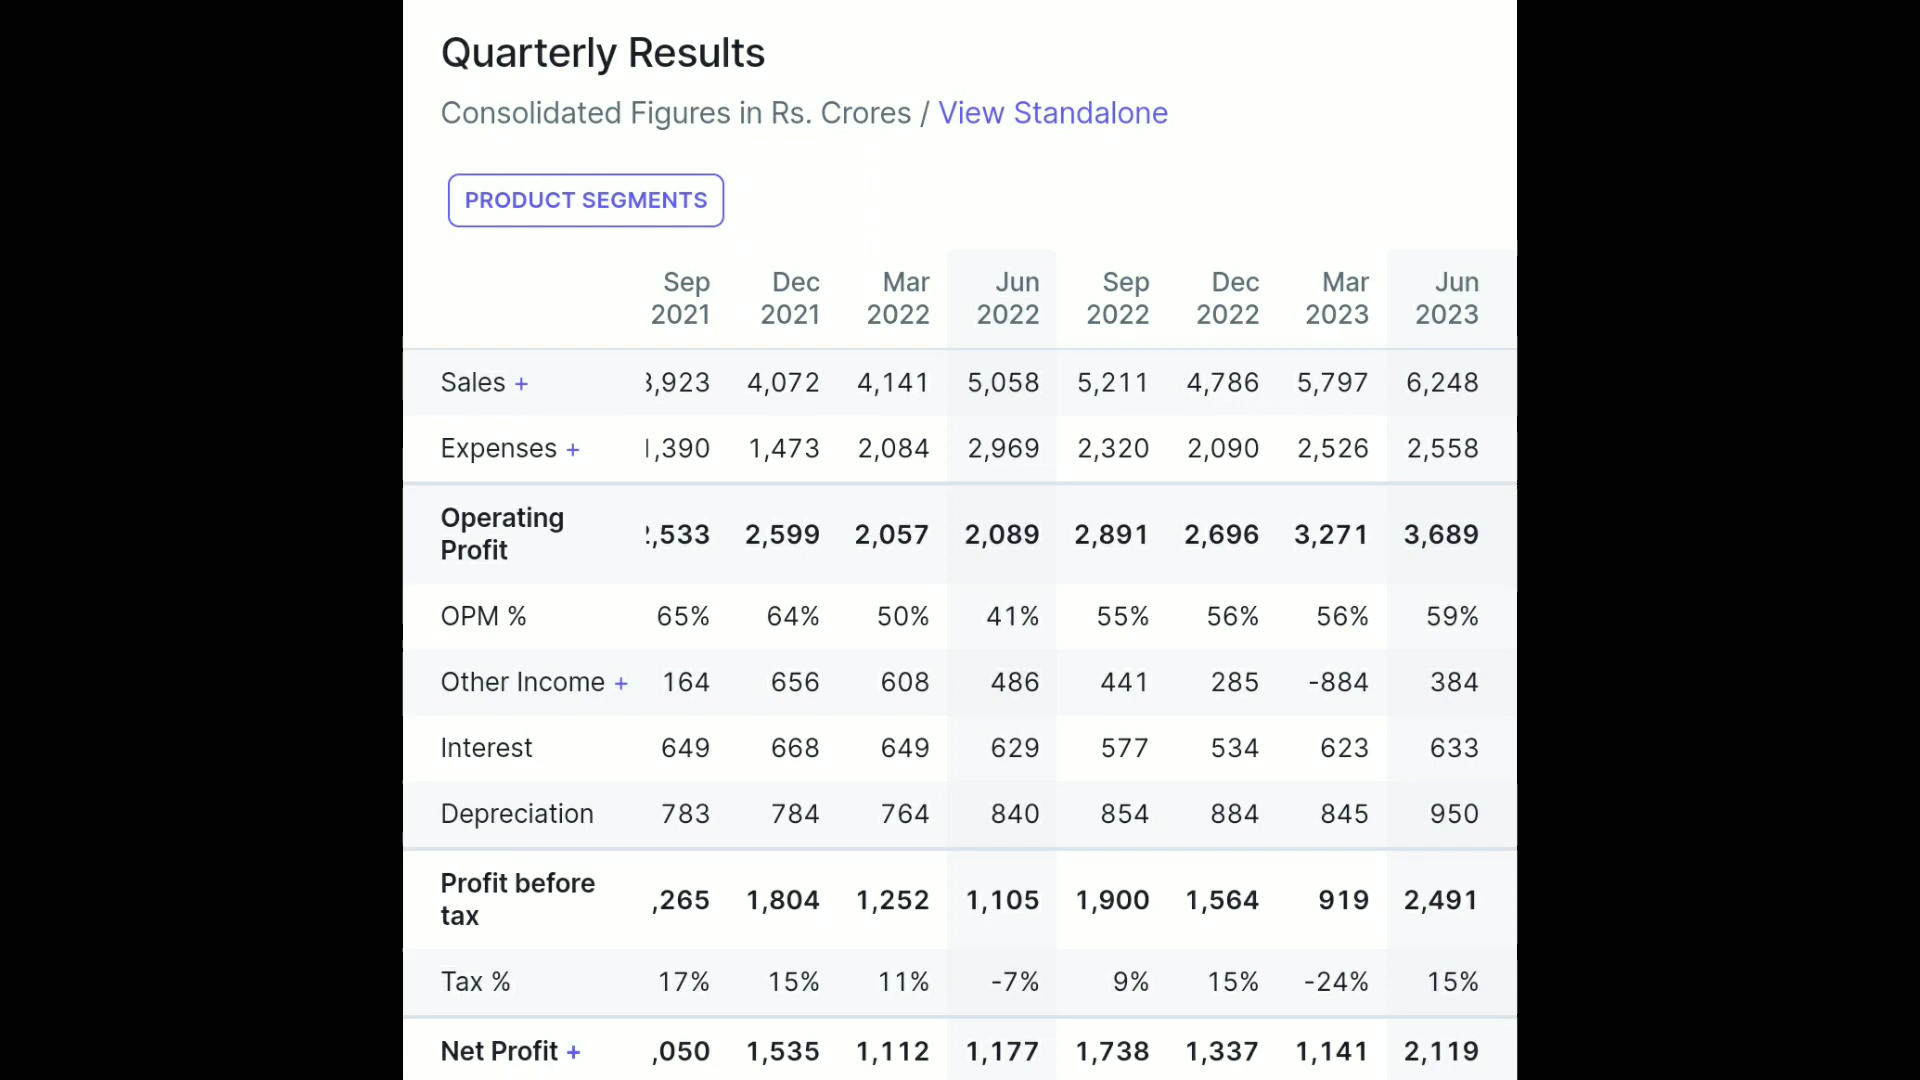 Quarterly Results
Consolidated Figures in Rs. Crores / View Standalone
PRODUCT SEGMENTS
Sep 2021 Dec 2021 Mar 2022 Jun 2022 Sep 2022 Dec 2022 Mar 2023 Jun 2023
Sales + 3,923 4,072 4,141 5,058 5,211 4,786 5,797 6,248
Expenses + 1,390 1,473 2,084 2,969 2,320 2,090 2,526 2,558
Operating Profit ,533 2,599 2,057 2,089 2,891 2,696 3,271 3,689
OPM % 65% 64% 50% 41% 55% 56% 56% 59%
Other Income + 164 656 608 486 441 285 -884 384
Interest 649 668 649 629 577 534 623 633
Depreciation 783 784 764 840 854 884 845 950
Profit before tax ,265 1,804 1,252 1,105 1,900 1,564 919 2,491
Tax % 17% 15% 11% -7% 9% 15% -24% 15%
Net Profit + ,050 1,535 1,112 1,177 1,738 1,337 1,141 2,119